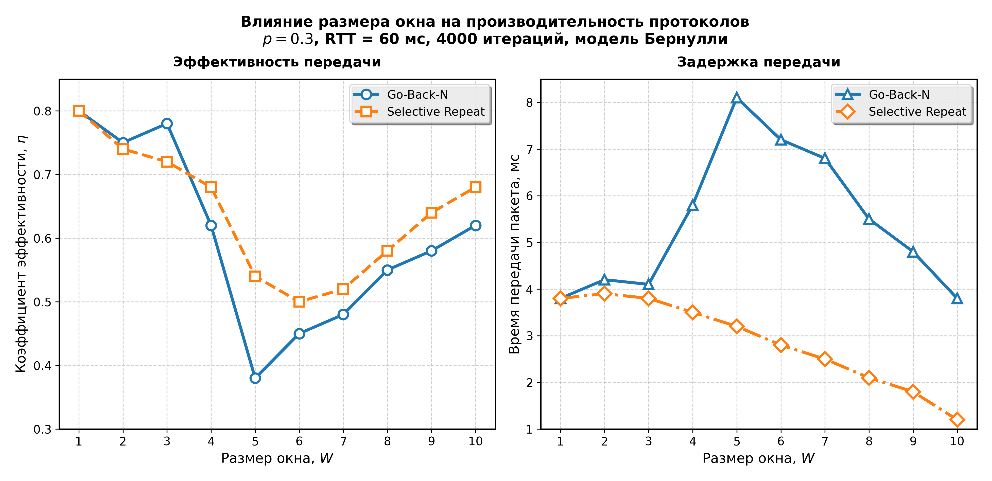 Влияние размера окна на производительность протоколов
p = 0.3, RTT = 60 мс, 4000 итераций, модель Бернулли
Эффективность передачи
Go-Back-N
Selective Repeat
Коэффициент эффективности, η
0.8
0.7
0.6
0.5
0.4
0.3
1 2 3 4 5 6 7 8 9 10
Размер окна, W
Задержка передачи
Go-Back-N
Selective Repeat
Время передачи пакета, мс
8
7
6
5
4
3
2
1
1 2 3 4 5 6 7 8 9 10
Размер окна, W